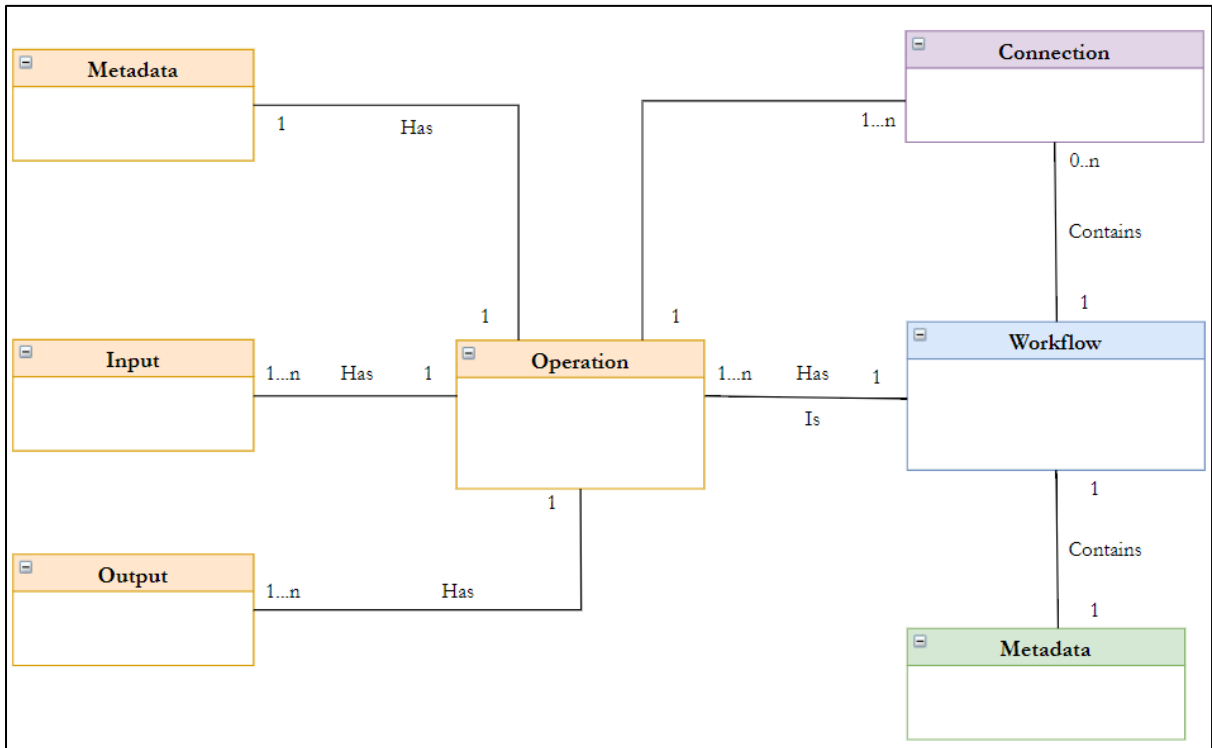 Metadata
Connection
1
Has
1...n
0..n
Contains
1
1
1
Input
Operation
Workflow
1...n
Has
1
1...n
Has
1
Is
1
1
Output
1...n
Has
Contains
1
Metadata